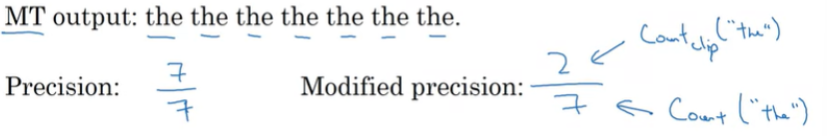 MT output: the the the the the the the.
Count_clip("the")
Precision: 7/7 Modified precision: 2/7
Count("the")